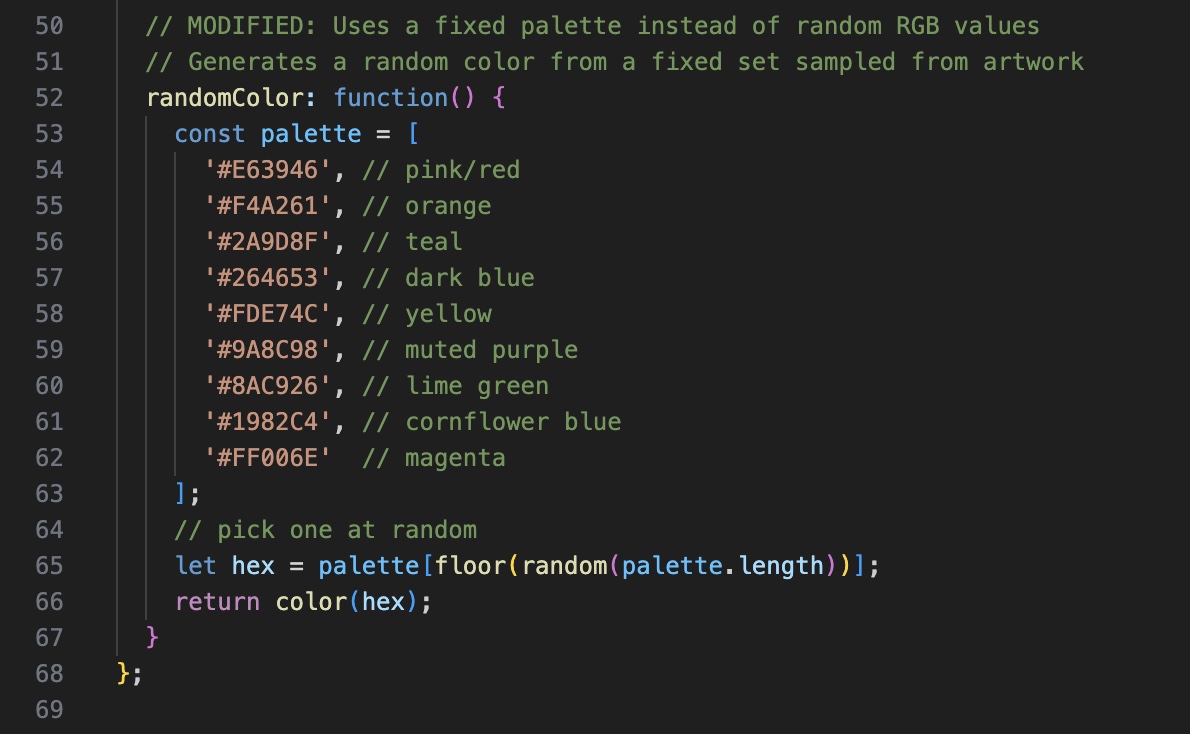 50 // MODIFIED: Uses a fixed palette instead of random RGB values
51 // Generates a random color from a fixed set sampled from artwork
52 randomColor: function() {
53 const palette = [
54 '#E63946', // pink/red
55 '#F4A261', // orange
56 '#2A9D8F', // teal
57 '#264653', // dark blue
58 '#FDE74C', // yellow
59 '#9A8C98', // muted purple
60 '#8AC926', // lime green
61 '#1982C4', // cornflower blue
62 '#FF006E'  // magenta
63 ];
64 // pick one at random
65 let hex = palette[floor(random(palette.length))];
66 return color(hex);
67 }
68 };
69